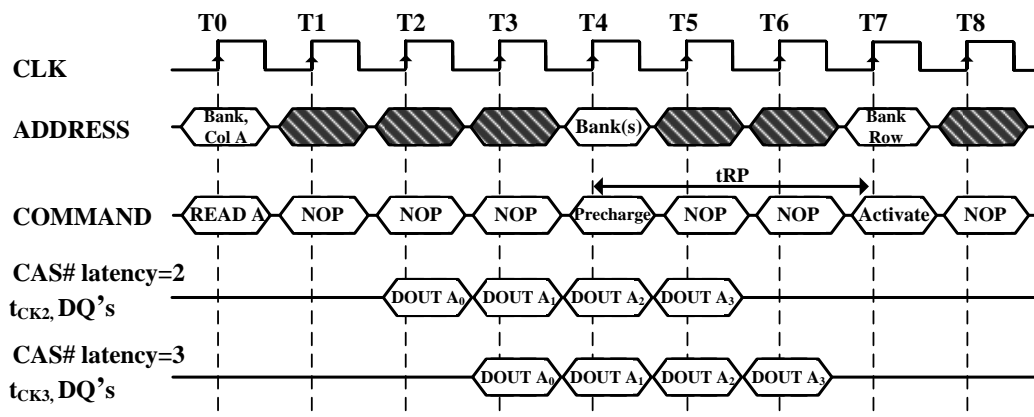 T0 T1 T2 T3 T4 T5 T6 T7 T8
CLK
ADDRESS Bank, Col A Bank(s) Bank Row
tRP
COMMAND READ A NOP NOP NOP Precharge NOP NOP Activate NOP
CAS# latency=2
tCK2, DQ's DOUT A0 DOUT A1 DOUT A2 DOUT A3
CAS# latency=3
tCK3, DQ's DOUT A0 DOUT A1 DOUT A2 DOUT A3